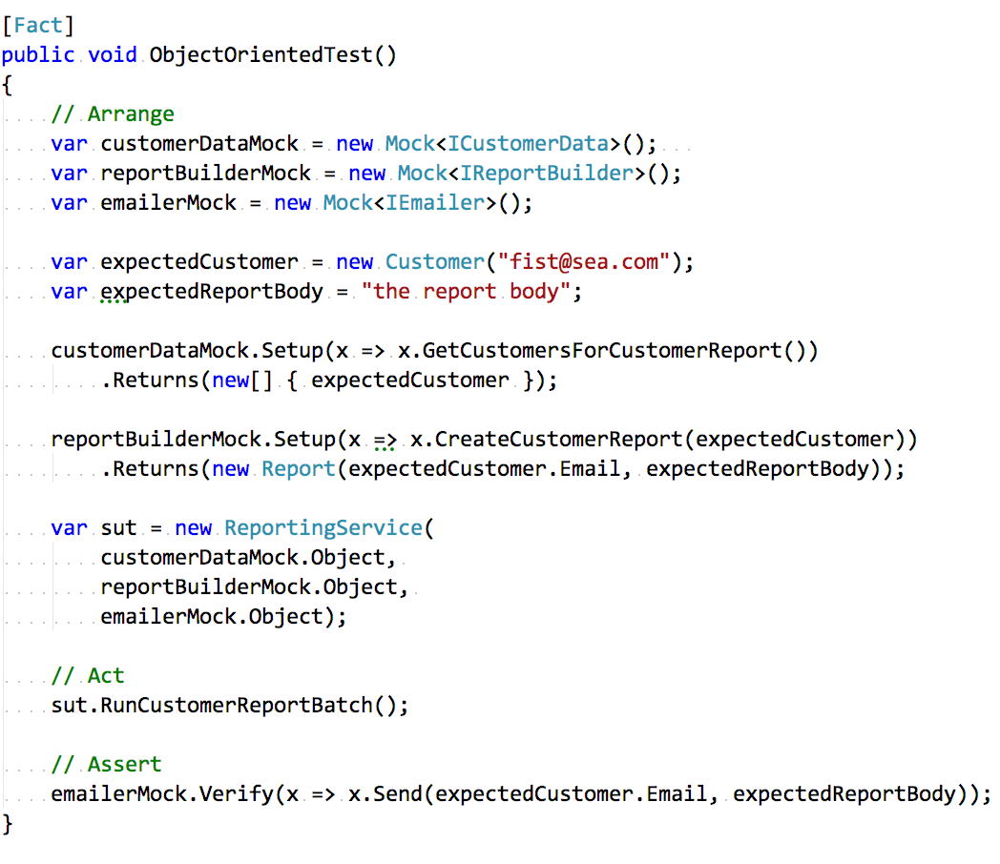 [Fact]
public void ObjectOrientedTest()
{
    // Arrange
    var customerDataMock = new Mock<ICustomerData>();
    var reportBuilderMock = new Mock<IReportBuilder>();
    var emailerMock = new Mock<IEmailer>();

    var expectedCustomer = new Customer("fist@sea.com");
    var expectedReportBody = "the report body";

    customerDataMock.Setup(x => x.GetCustomersForCustomerReport())
        .Returns(new[] { expectedCustomer });

    reportBuilderMock.Setup(x => x.CreateCustomerReport(expectedCustomer))
        .Returns(new Report(expectedCustomer.Email, expectedReportBody));

    var sut = new ReportingService(
        customerDataMock.Object,
        reportBuilderMock.Object,
        emailerMock.Object);

    // Act
    sut.RunCustomerReportBatch();

    // Assert
    emailerMock.Verify(x => x.Send(expectedCustomer.Email, expectedReportBody));
}